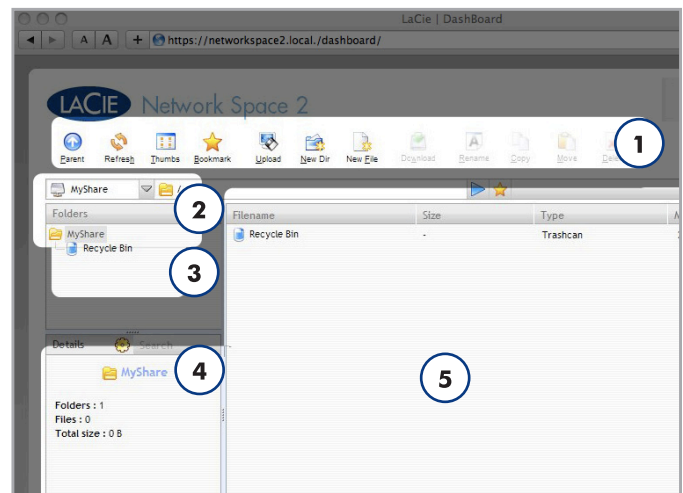 LaCie | DashBoard
A A + https://networkspace2.local./dashboard/
LACIE Network Space 2
Parent Refresh Thumbs Bookmark Upload New Dir New File Download Rename Copy Move
1
MyShare /
2
Folders Filename Size Type
MyShare Recycle Bin - Trashcan
Recycle Bin
3
Details Search
MyShare
4
5
Folders : 1
Files : 0
Total size : 0 B